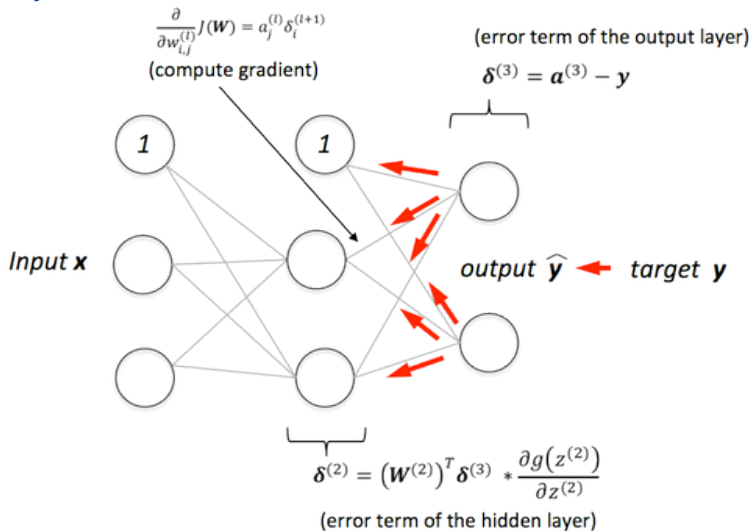 ∂/∂w_{i,j}^{(l)} J(W) = a_j^{(l)} δ_i^{(l+1)}
(compute gradient)
(error term of the output layer)
δ^{(3)} = a^{(3)} − y
1
1
Input x
output ŷ
target y
δ^{(2)} = (W^{(2)})^T δ^{(3)} * ∂g(z^{(2)})/∂z^{(2)}
(error term of the hidden layer)